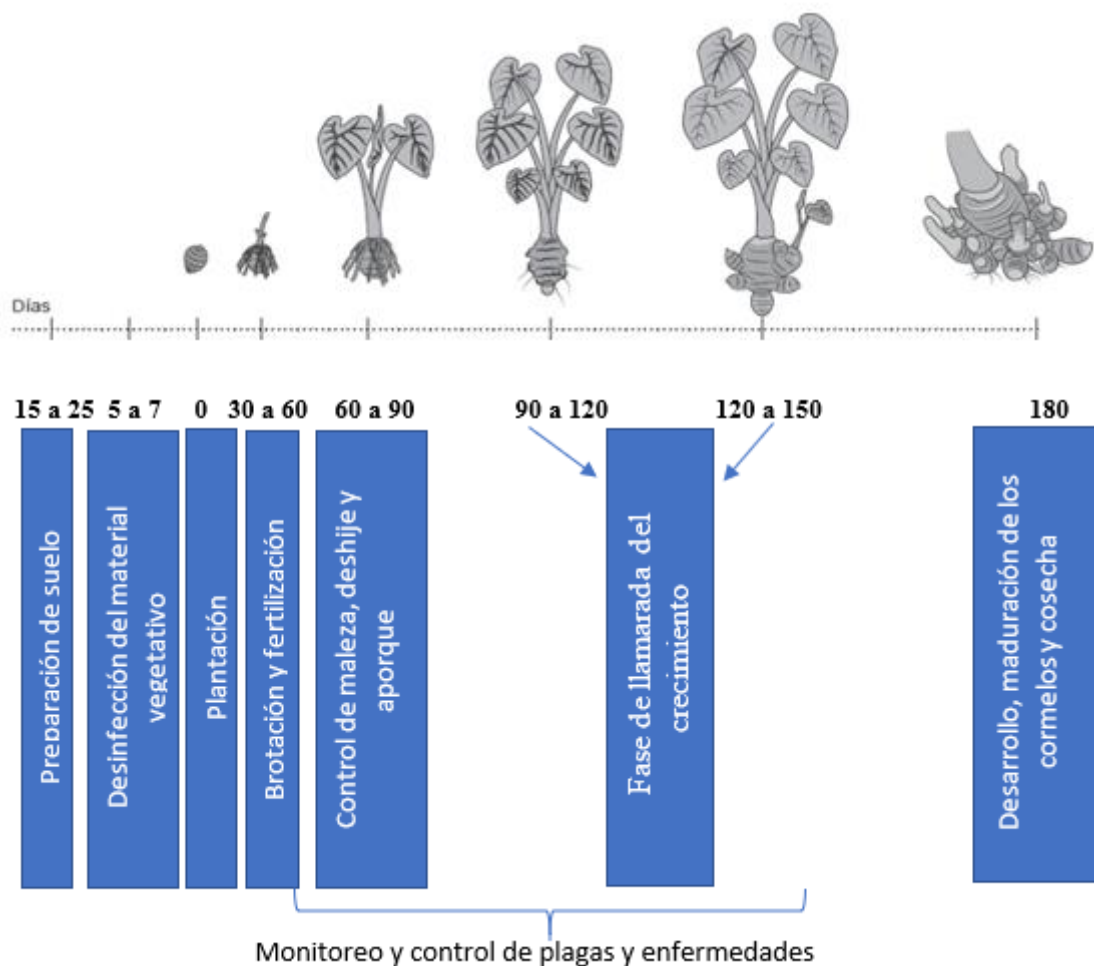 Días
15 a 25 5 a 7 0 30 a 60 60 a 90 90 a 120 120 a 150 180
Preparación de suelo
Desinfección del material
vegetativo
Plantación
Brotación y fertilización
Control de maleza, deshije y
aporque
Fase de llamarada del
crecimiento
Desarrollo, maduración de los
cormelos y cosecha
Monitoreo y control de plagas y enfermedades